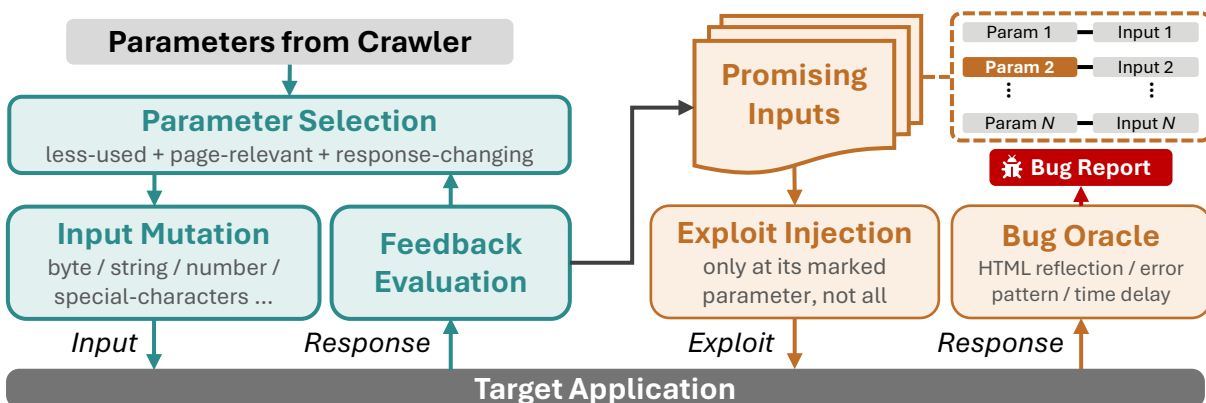 Parameters from Crawler
Parameter Selection
less-used + page-relevant + response-changing
Input Mutation
byte / string / number /
special-characters ...
Feedback
Evaluation
Input
Response
Promising
Inputs
Param 1
Input 1
Param 2
Input 2
⋮
⋮
Param N
Input N
Bug Report
Exploit Injection
only at its marked
parameter, not all
Bug Oracle
HTML reflection / error
pattern / time delay
Exploit
Response
Target Application